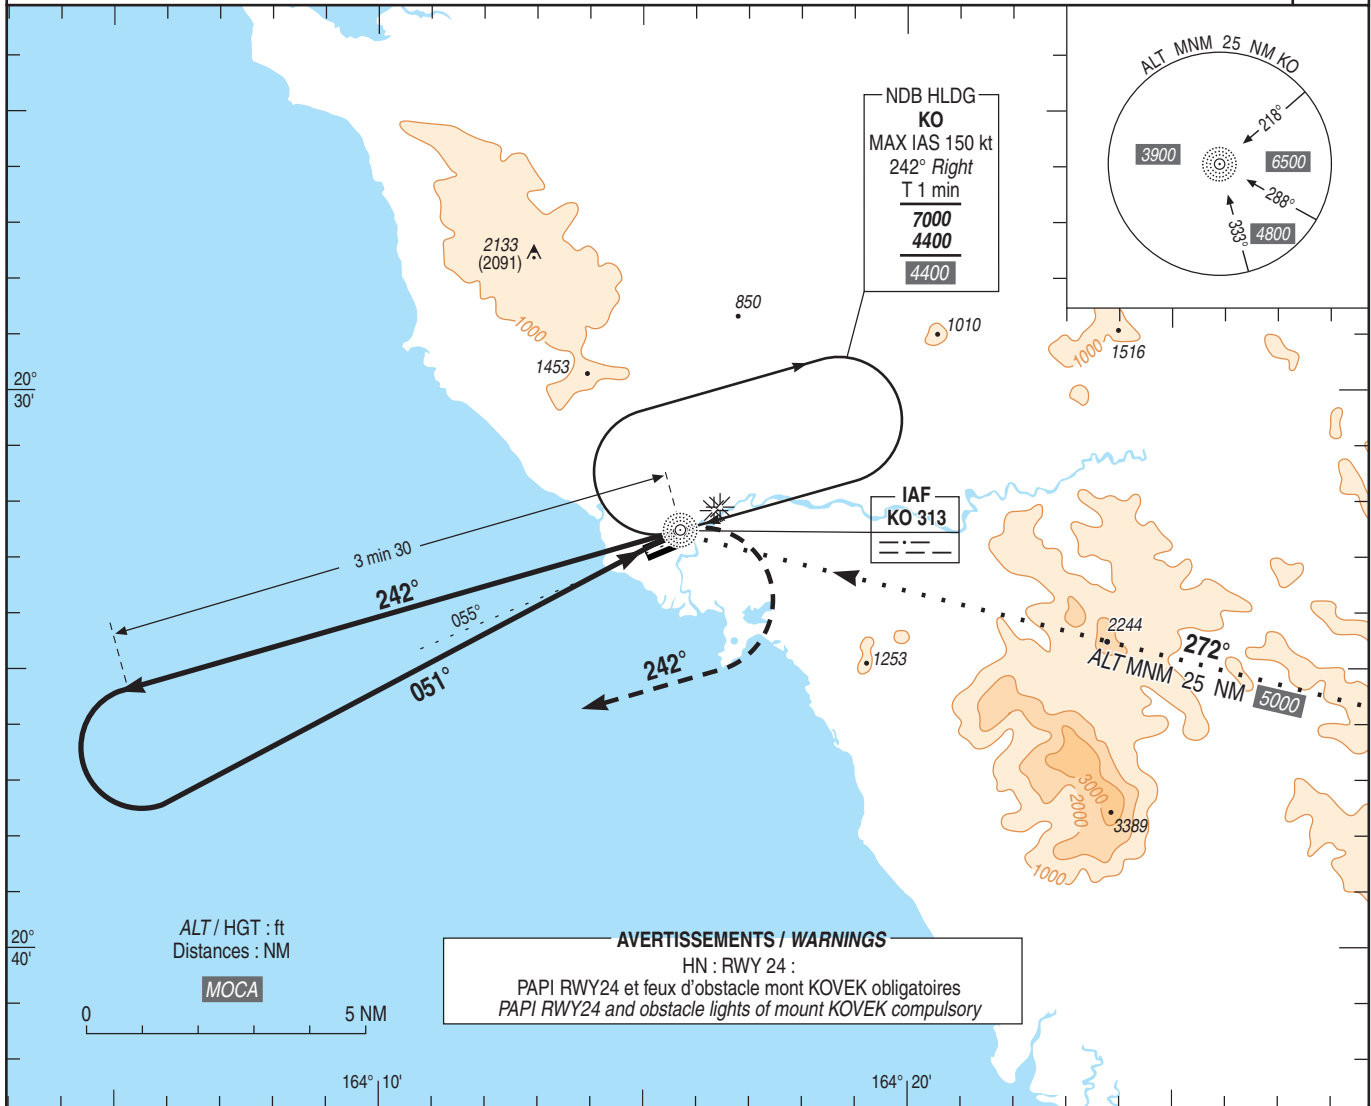 ALT MNM 25 NM KO
218°
3900
6500
288°
333°
4800
NDB HLDG
KO
MAX IAS 150 kt
242° Right
T 1 min
7000
4400
4400
2133
(2091)
1000
850
1010
1000
1516
1453
20°
30'
IAF
KO 313
3 min 30
242°
055°
051°
242°
1253
2244
272°
ALT MNM 25 NM 5000
3000
2000
3389
1000
ALT / HGT : ft
Distances : NM
MOCA
0 5 NM
20°
40'
AVERTISSEMENTS / WARNINGS
HN : RWY 24 :
PAPI RWY24 et feux d'obstacle mont KOVEK obligatoires
PAPI RWY24 and obstacle lights of mount KOVEK compulsory
164° 10'
164° 20'